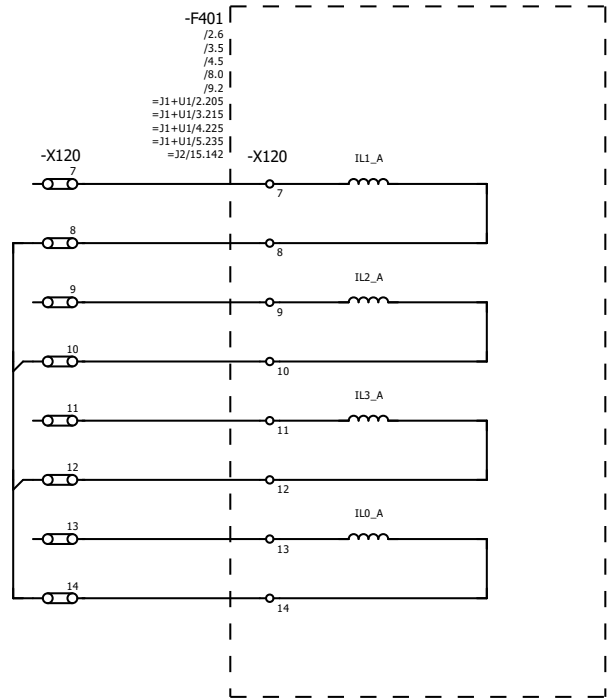 -F401
/2.6
/3.5
/4.5
/8.0
/9.2
=J1+U1/2.205
=J1+U1/3.215
=J1+U1/4.225
=J1+U1/5.235
=J2/15.142
-X120
-X120
IL1_A
7
7
8
8
IL2_A
9
9
10
10
IL3_A
11
11
12
12
IL0_A
13
13
14
14